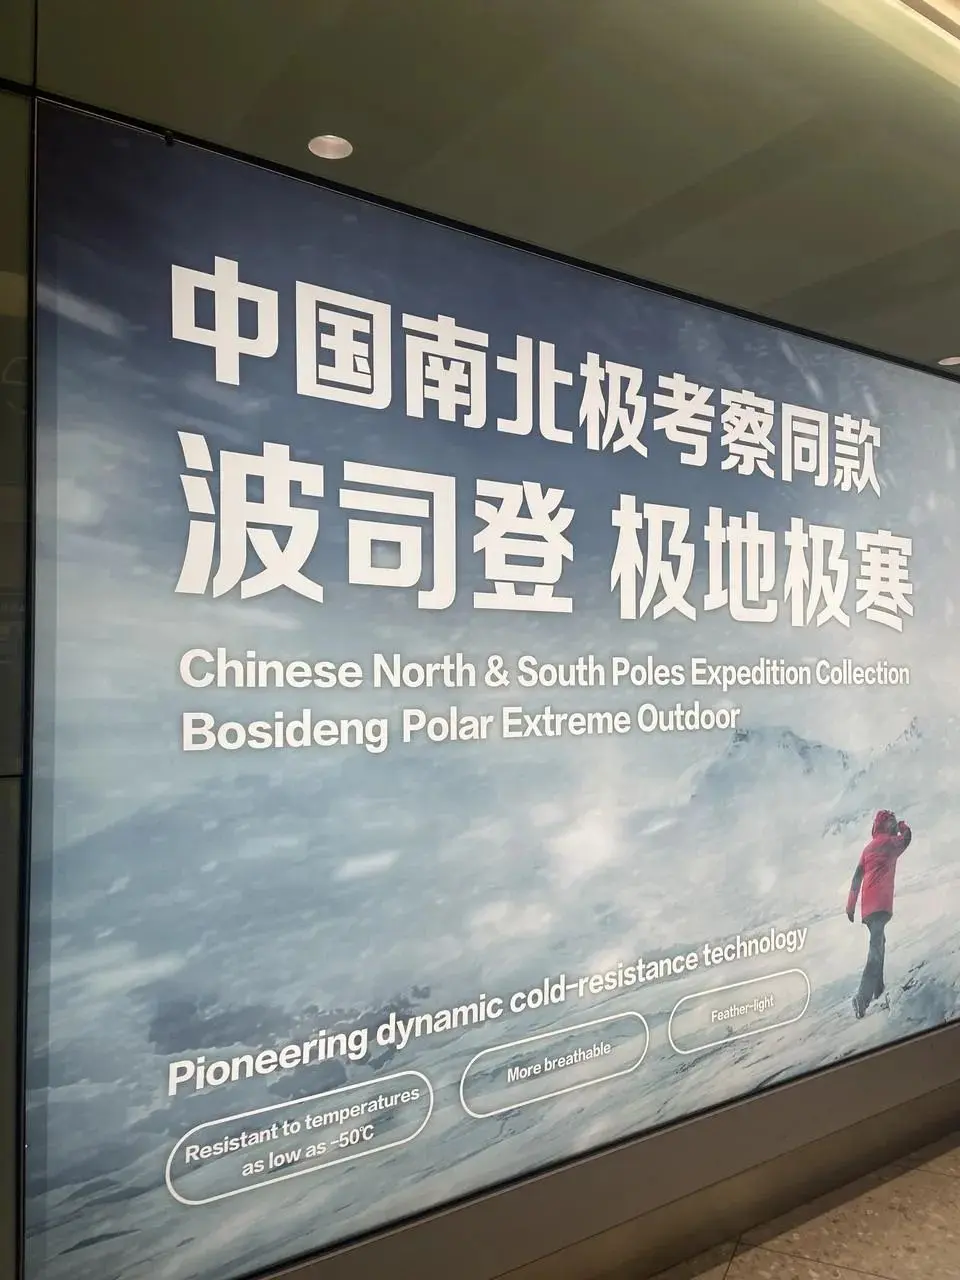 中国南北极考察同款
波司登 极地极寒
Chinese North & South Poles Expedition Collection
Bosideng Polar Extreme Outdoor
Pioneering dynamic cold-resistance technology
Resistant to temperatures
as low as -50℃
More breathable
Feather-light